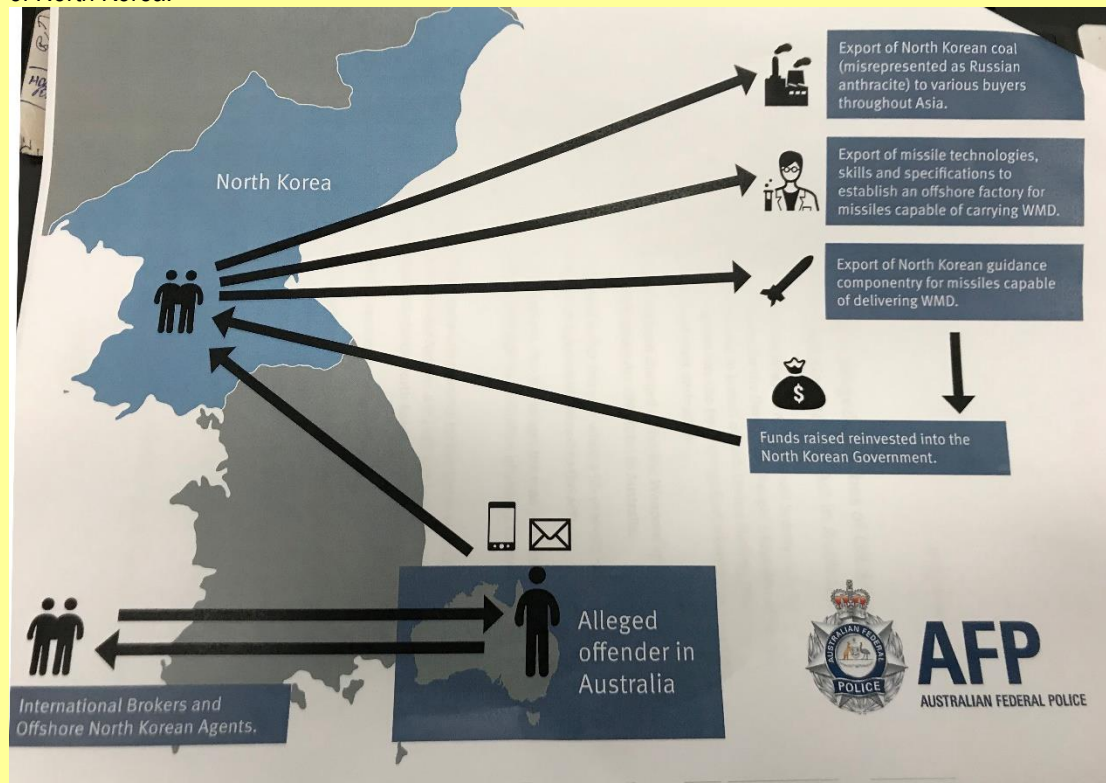 Export of North Korean coal
(misrepresented as Russian
anthracite) to various buyers
throughout Asia.
North Korea
Export of missile technologies,
skills and specifications to
establish an offshore factory for
missiles capable of carrying WMD.
Export of North Korean guidance
componentry for missiles capable
of delivering WMD.
$
Funds raised reinvested into the
North Korean Government.
Alleged
offender in
Australia
International Brokers and
Offshore North Korean Agents.
AUSTRALIAN FEDERAL
POLICE
AFP
AUSTRALIAN FEDERAL POLICE